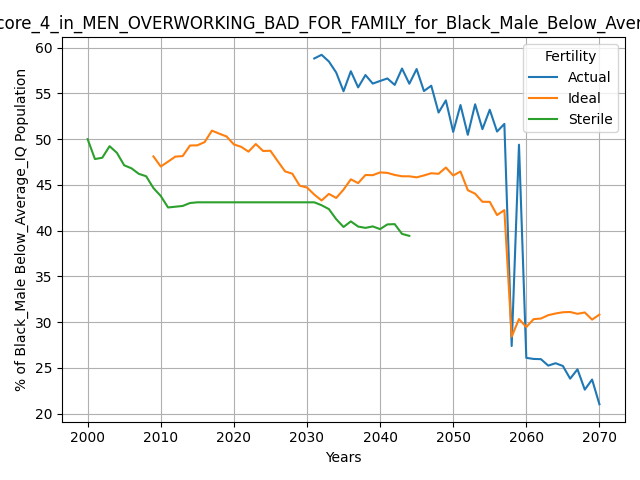 core_4_in_MEN_OVERWORKING_BAD_FOR_FAMILY_for_Black_Male_Below_Aver
Fertility
Actual
Ideal
Sterile
% of Black_Male Below_Average_IQ Population
60
55
50
45
40
35
30
25
20
2000 2010 2020 2030 2040 2050 2060 2070
Years